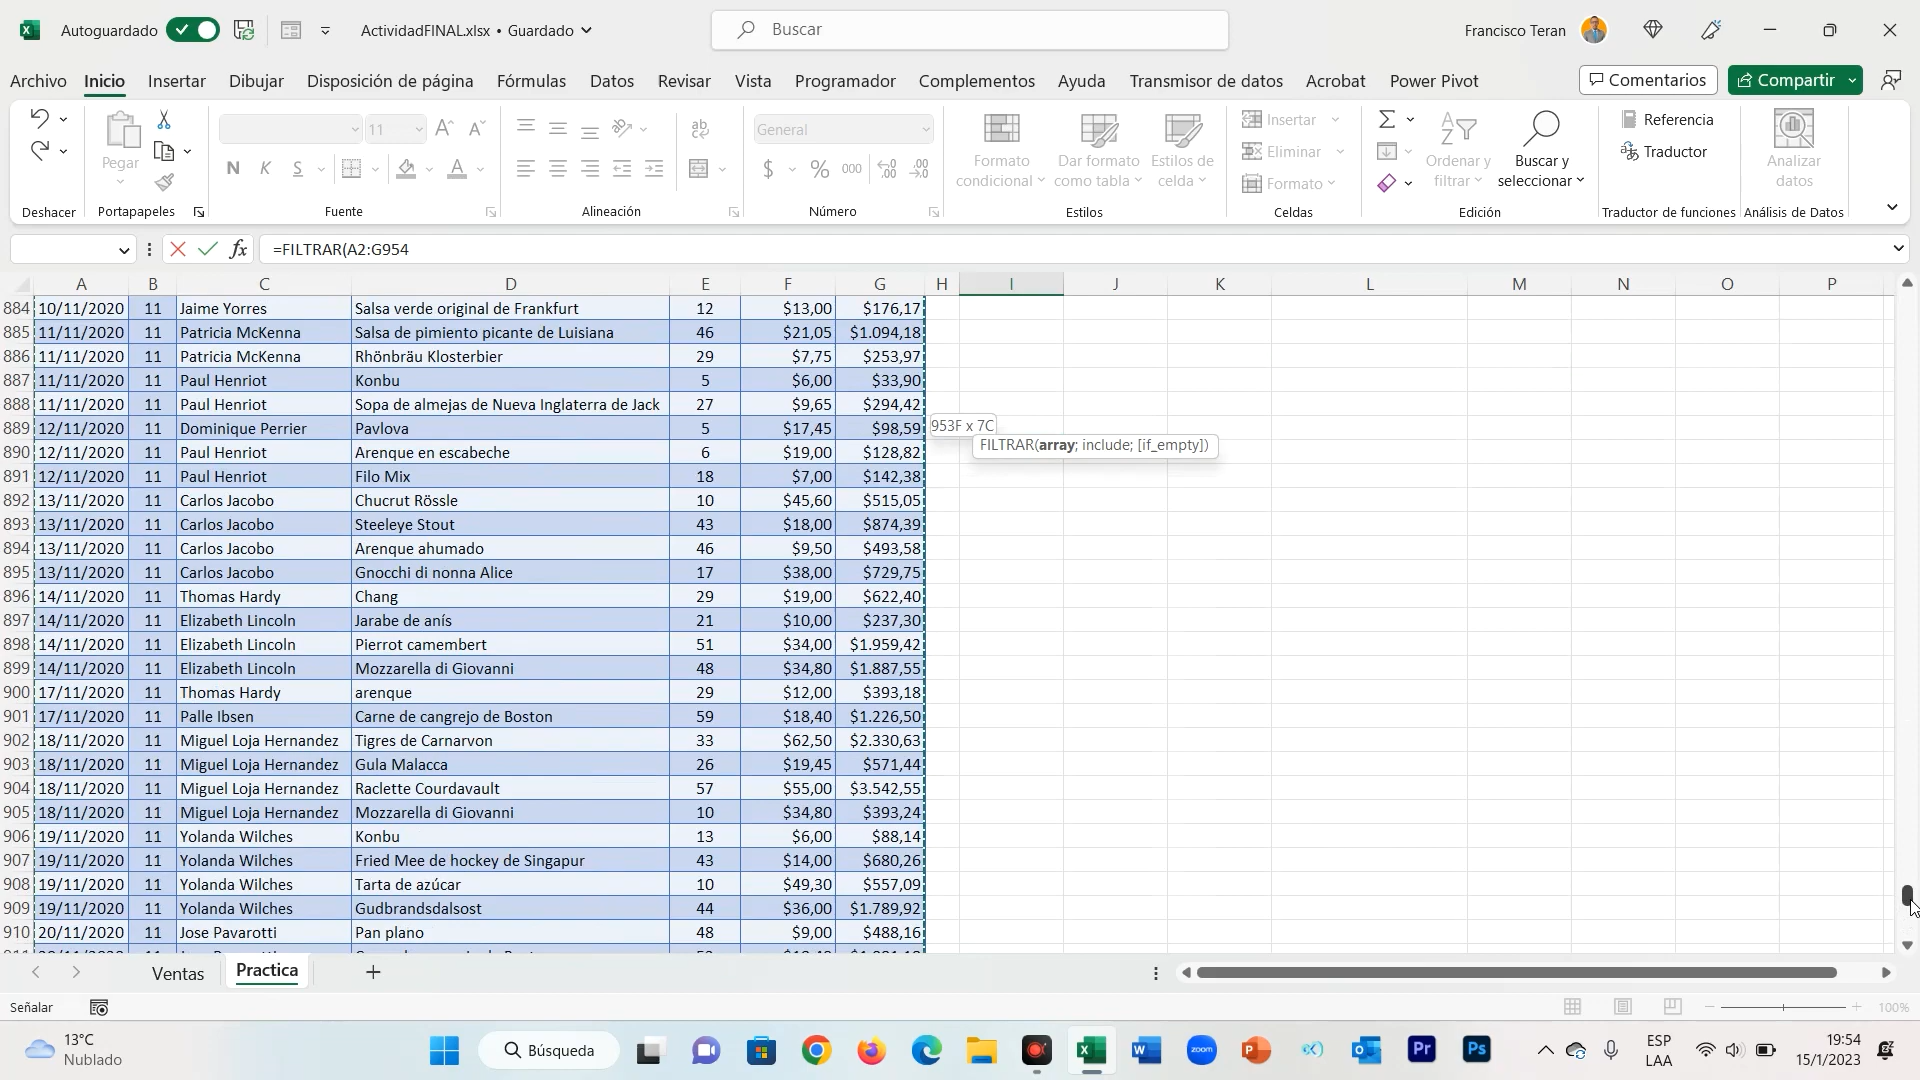 Autoguardado ActividadFINAL.xlsx • Guardado Buscar Francisco Teran
Archivo Inicio Insertar Dibujar Disposición de página Fórmulas Datos Revisar Vista Programador Complementos Ayuda Transmisor de datos Acrobat Power Pivot Comentarios Compartir
Pegar 11 General Formato condicional Dar formato como tabla Estilos de celda Insertar Eliminar Formato Ordenar y filtrar Buscar y seleccionar Referencia Traductor Analizar datos
N K S $ % 000
Deshacer Portapapeles Fuente Alineación Número Estilos Celdas Edición Traductor de funciones Análisis de Datos
fx =FILTRAR(A2:G954
A B C D E F G H I J K L M N O P
884 10/11/2020 11 Jaime Yorres Salsa verde original de Frankfurt 12 $13,00 $176,17
885 11/11/2020 11 Patricia McKenna Salsa de pimiento picante de Luisiana 46 $21,05 $1.094,18
886 11/11/2020 11 Patricia McKenna Rhönbräu Klosterbier 29 $7,75 $253,97
887 11/11/2020 11 Paul Henriot Konbu 5 $6,00 $33,90
888 11/11/2020 11 Paul Henriot Sopa de almejas de Nueva Inglaterra de Jack 27 $9,65 $294,42
889 12/11/2020 11 Dominique Perrier Pavlova 5 $17,45 $98,59
953F x 7C
FILTRAR(array; include; [if_empty])
890 12/11/2020 11 Paul Henriot Arenque en escabeche 6 $19,00 $128,82
891 12/11/2020 11 Paul Henriot Filo Mix 18 $7,00 $142,38
892 13/11/2020 11 Carlos Jacobo Chucrut Rössle 10 $45,60 $515,05
893 13/11/2020 11 Carlos Jacobo Steeleye Stout 43 $18,00 $874,39
894 13/11/2020 11 Carlos Jacobo Arenque ahumado 46 $9,50 $493,58
895 13/11/2020 11 Carlos Jacobo Gnocchi di nonna Alice 17 $38,00 $729,75
896 14/11/2020 11 Thomas Hardy Chang 29 $19,00 $622,40
897 14/11/2020 11 Elizabeth Lincoln Jarabe de anís 21 $10,00 $237,30
898 14/11/2020 11 Elizabeth Lincoln Pierrot camembert 51 $34,00 $1.959,42
899 14/11/2020 11 Elizabeth Lincoln Mozzarella di Giovanni 48 $34,80 $1.887,55
900 17/11/2020 11 Thomas Hardy arenque 29 $12,00 $393,18
901 17/11/2020 11 Palle Ibsen Carne de cangrejo de Boston 59 $18,40 $1.226,50
902 18/11/2020 11 Miguel Loja Hernandez Tigres de Carnarvon 33 $62,50 $2.330,63
903 18/11/2020 11 Miguel Loja Hernandez Gula Malacca 26 $19,45 $571,44
904 18/11/2020 11 Miguel Loja Hernandez Raclette Courdavault 57 $55,00 $3.542,55
905 18/11/2020 11 Miguel Loja Hernandez Mozzarella di Giovanni 10 $34,80 $393,24
906 19/11/2020 11 Yolanda Wilches Konbu 13 $6,00 $88,14
907 19/11/2020 11 Yolanda Wilches Fried Mee de hockey de Singapur 43 $14,00 $680,26
908 19/11/2020 11 Yolanda Wilches Tarta de azúcar 10 $49,30 $557,09
909 19/11/2020 11 Yolanda Wilches Gudbrandsdalsost 44 $36,00 $1.789,92
910 20/11/2020 11 Jose Pavarotti Pan plano 48 $9,00 $488,16
Ventas Practica
Señalar 100%
13°C
Nublado
Búsqueda
zoom
Pr
Ps
ESP
LAA
19:54
15/1/2023